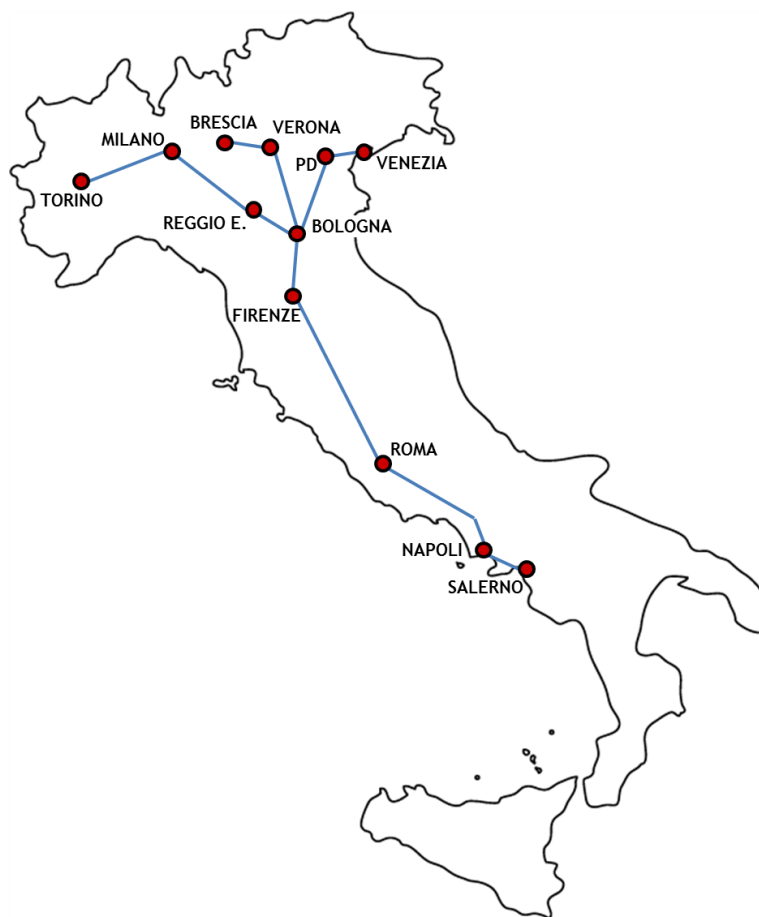 BRESCIA
VERONA
MILANO
PD
VENEZIA
TORINO
REGGIO E.
BOLOGNA
FIRENZE
ROMA
NAPOLI
SALERNO